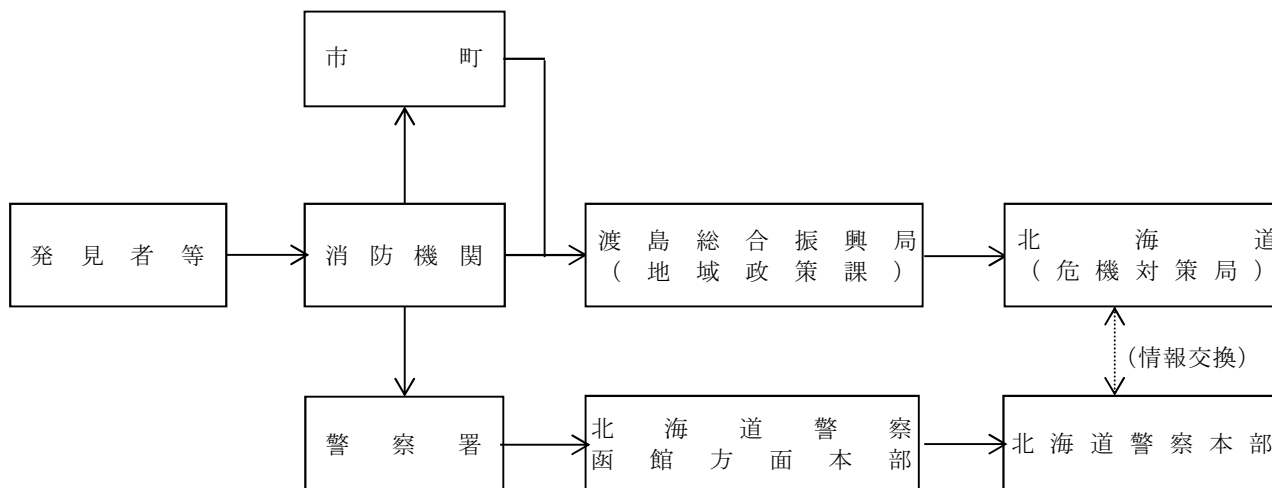 市町
発見者等
消防機関
渡島総合振興局
(地域政策課)
北海道
(危機対策局)
(情報交換)
警察署
北海道警察
函館方面本部
北海道警察本部